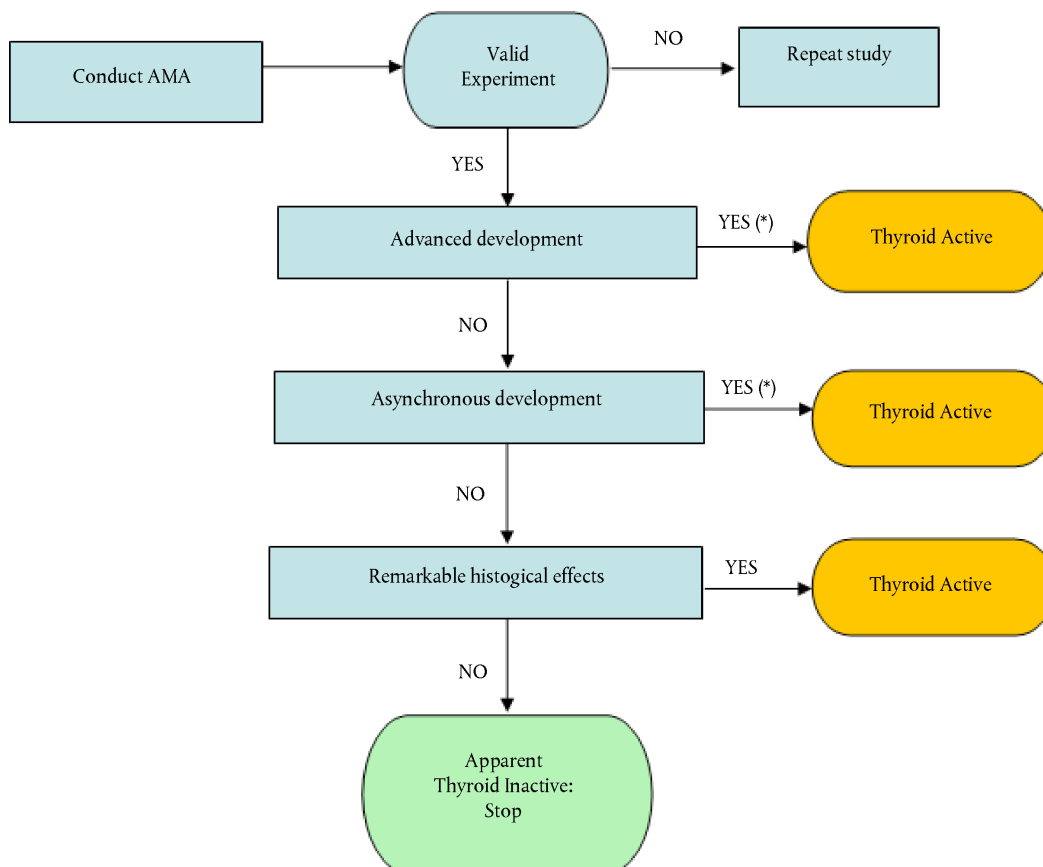 Conduct AMA
Valid
Experiment
NO
Repeat study
YES
Advanced development
YES (*)
Thyroid Active
NO
Asynchronous development
YES (*)
Thyroid Active
NO
Remarkable histogical effects
YES
Thyroid Active
NO
Apparent
Thyroid Inactive:
Stop